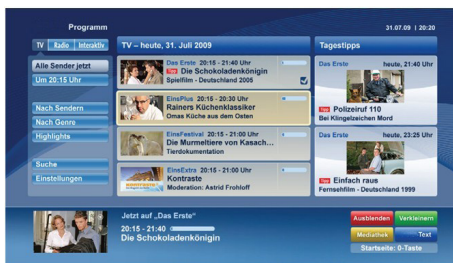 Programm
31.07.09 | 20:20
TV Radio Interaktiv
Alle Sender jetzt
Um 20:15 Uhr
Nach Sendern
Nach Genre
Highlights
Suche
Einstellungen
TV – heute, 31. Juli 2009
Das Erste 20:15 - 21:40 Uhr
Tipp Die Schokoladenkönigin
Spielfilm - Deutschland 2005
EinsPlus 20:15 - 20:30 Uhr
Rainers Küchenklassiker
Omas Küche aus dem Osten
EinsFestival 20:15 - 21:00 Uhr
Die Murmeltiere von Kasach...
Tierdokumentation
kontraste
EinsExtra 20:15 - 21:00 Uhr
Kontraste
Moderation: Astrid Frohloff
Tagestipps
Das Erste heute, 21:40 Uhr
Tipp Polizeiruf 110
Bei Klingelzeichen Mord
Das Erste heute, 23:25 Uhr
Tipp Einfach raus
Fernsehfilm - Deutschland 1999
Jetzt auf „Das Erste“
20:15 - 21:40
Die Schokoladenkönigin
Ausblenden Verkleinern
Mediathek Text
Startseite: 0-Taste